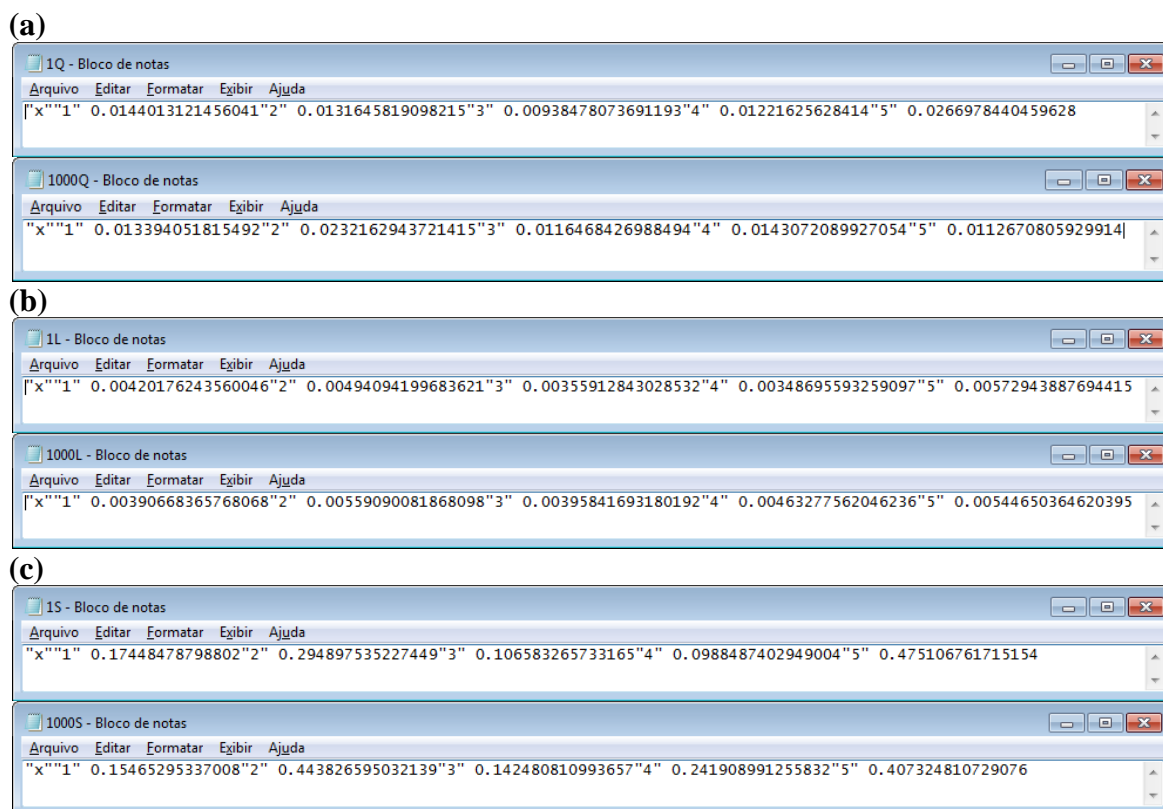 (a)
1Q - Bloco de notas
Arquivo Editar Formatar Exibir Ajuda
"x""1" 0.0144013121456041"2" 0.0131645819098215"3" 0.00938478073691193"4" 0.01221625628414"5" 0.0266978440459628
1000Q - Bloco de notas
Arquivo Editar Formatar Exibir Ajuda
"x""1" 0.013394051815492"2" 0.0232162943721415"3" 0.0116468426988494"4" 0.0143072089927054"5" 0.0112670805929914
(b)
1L - Bloco de notas
Arquivo Editar Formatar Exibir Ajuda
"x""1" 0.00420176243560046"2" 0.00494094199683621"3" 0.00355912843028532"4" 0.00348695593259097"5" 0.00572943887694415
1000L - Bloco de notas
Arquivo Editar Formatar Exibir Ajuda
"x""1" 0.00390668365768068"2" 0.00559090081868098"3" 0.00395841693180192"4" 0.00463277562046236"5" 0.00544650364620395
(c)
1S - Bloco de notas
Arquivo Editar Formatar Exibir Ajuda
"x""1" 0.17448478798802"2" 0.294897535227449"3" 0.106583265733165"4" 0.0988487402949004"5" 0.475106761715154
1000S - Bloco de notas
Arquivo Editar Formatar Exibir Ajuda
"x""1" 0.15465295337008"2" 0.443826595032139"3" 0.142480810993657"4" 0.241908991255832"5" 0.407324810729076